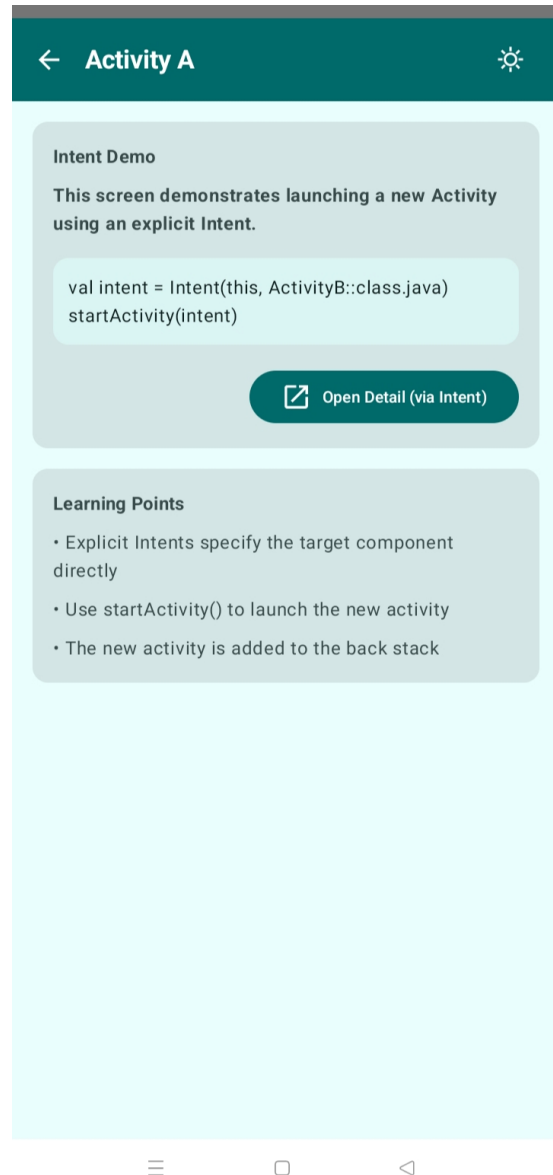 Activity A
Intent Demo
This screen demonstrates launching a new Activity
using an explicit Intent.
val intent = Intent(this, ActivityB::class.java)
startActivity(intent)
Open Detail (via Intent)
Learning Points
• Explicit Intents specify the target component
directly
• Use startActivity() to launch the new activity
• The new activity is added to the back stack